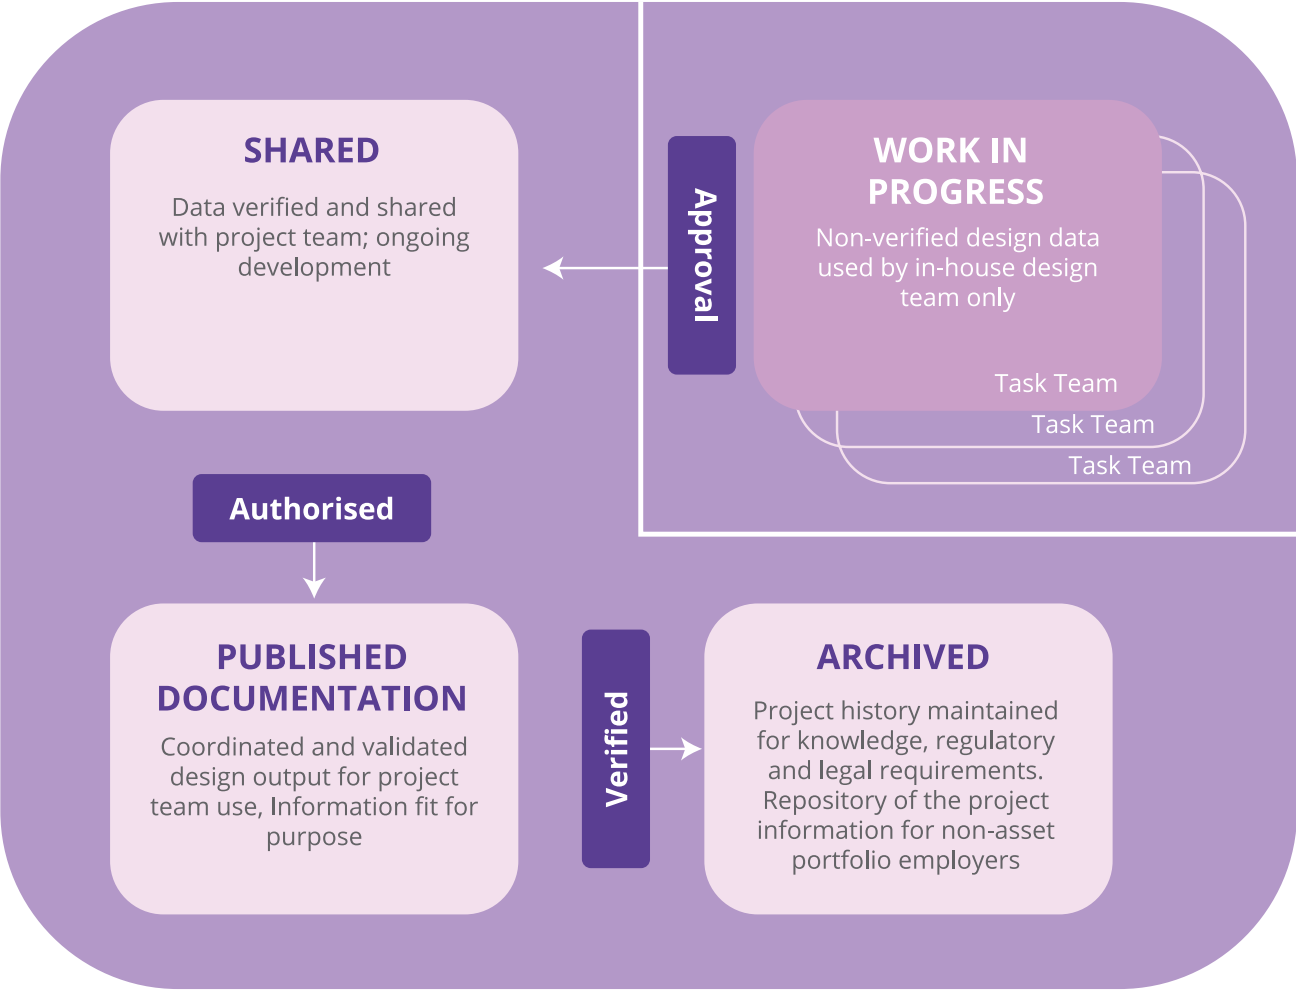 SHARED
Data verified and shared
with project team; ongoing
development
Approval
WORK IN
PROGRESS
Non-verified design data
used by in-house design
team only
Task Team
Task Team
Task Team
Authorised
PUBLISHED
DOCUMENTATION
Coordinated and validated
design output for project
team use, Information fit for
purpose
Verified
ARCHIVED
Project history maintained
for knowledge, regulatory
and legal requirements.
Repository of the project
information for non-asset
portfolio employers